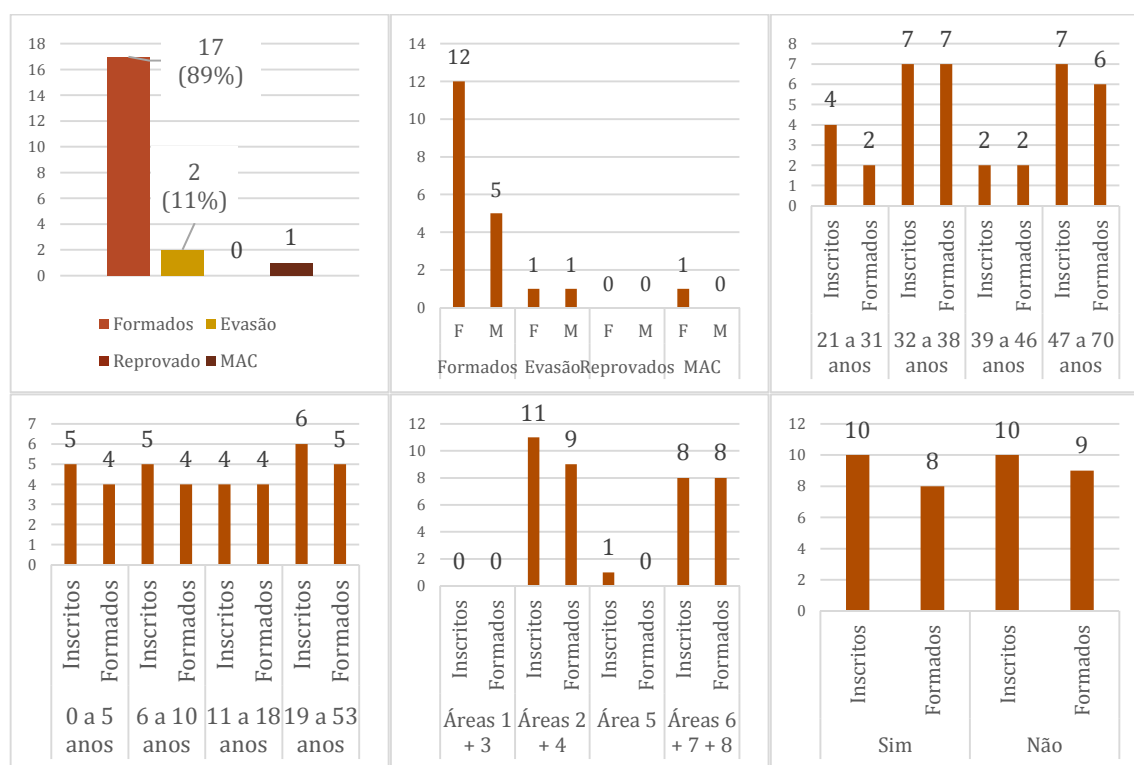 18
16
14
12
10
8
6
4
2
0
17
(89%)
2
(11%)
0
1
Formados
Evasão
Reprovado
MAC
14
12
10
8
6
4
2
0
12
5
1
1
0
0
1
0
F
M
F
M
F
M
F
M
Formados
Evasão
Reprovados
MAC
8
7
6
5
4
3
2
1
0
4
2
7
7
2
2
7
6
Inscritos
Formados
Inscritos
Formados
Inscritos
Formados
Inscritos
Formados
21 a 31
anos
32 a 38
anos
39 a 46
anos
47 a 70
anos
7
6
5
4
3
2
1
0
5
4
5
4
4
4
6
5
Inscritos
Formados
Inscritos
Formados
Inscritos
Formados
Inscritos
Formados
0 a 5
anos
6 a 10
anos
11 a 18
anos
19 a 53
anos
12
10
8
6
4
2
0
0
0
11
9
1
0
8
8
Inscritos
Formados
Inscritos
Formados
Inscritos
Formados
Inscritos
Formados
Áreas 1
+ 3
Áreas 2
+ 4
Área 5
Áreas 6
+ 7 + 8
12
10
8
6
4
2
0
10
8
10
9
Inscritos
Formados
Inscritos
Formados
Sim
Não